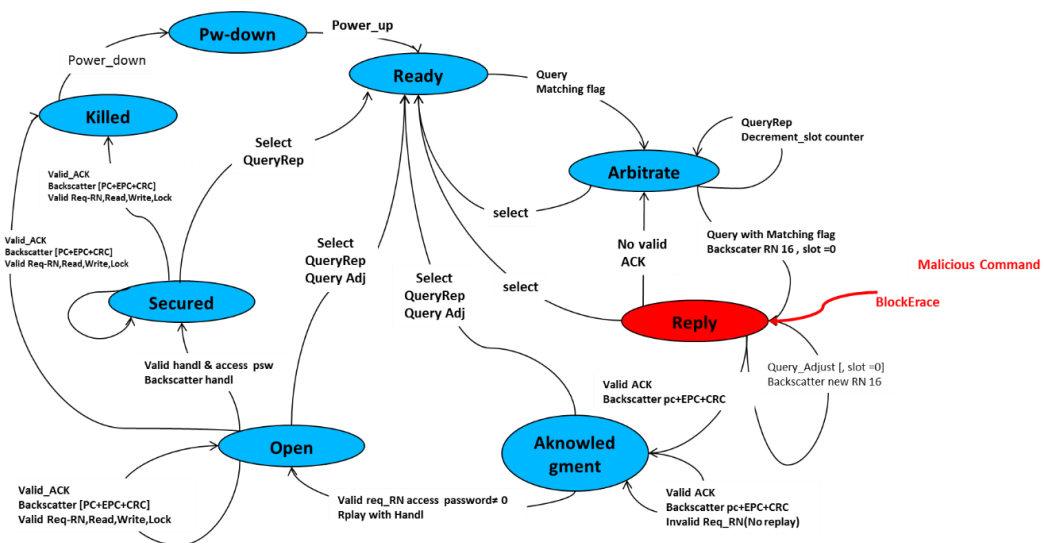 Pw-down
Power_up
Power_down
Ready
Query
Matching flag
Killed
QueryRep
Decrement_slot counter
Select
QueryRep
Arbitrate
Valid_ACK
Backscatter [PC+EPC+CRC]
Valid Req-RN,Read,Write,Lock
select
Valid_ACK
Backscatter [PC+EPC+CRC]
Valid Req-RN,Read,Write,Lock
Select
QueryRep
Query Adj
No valid
ACK
Query with Matching flag
Backscater RN 16 , slot =0
Malicious Command
Select
QueryRep
Query Adj
select
BlockErace
Secured
Reply
Valid handl & access psw
Backscatter handl
Query_Adjust [, slot =0]
Backscatter new RN 16
Valid ACK
Backscatter pc+EPC+CRC
Open
Aknowled
gment
Valid_ACK
Backscatter [PC+EPC+CRC]
Valid Req-RN,Read,Write,Lock
Valid req_RN access password≠ 0
Rplay with Handl
Valid ACK
Backscatter pc+EPC+CRC
Invalid Req_RN(No replay)